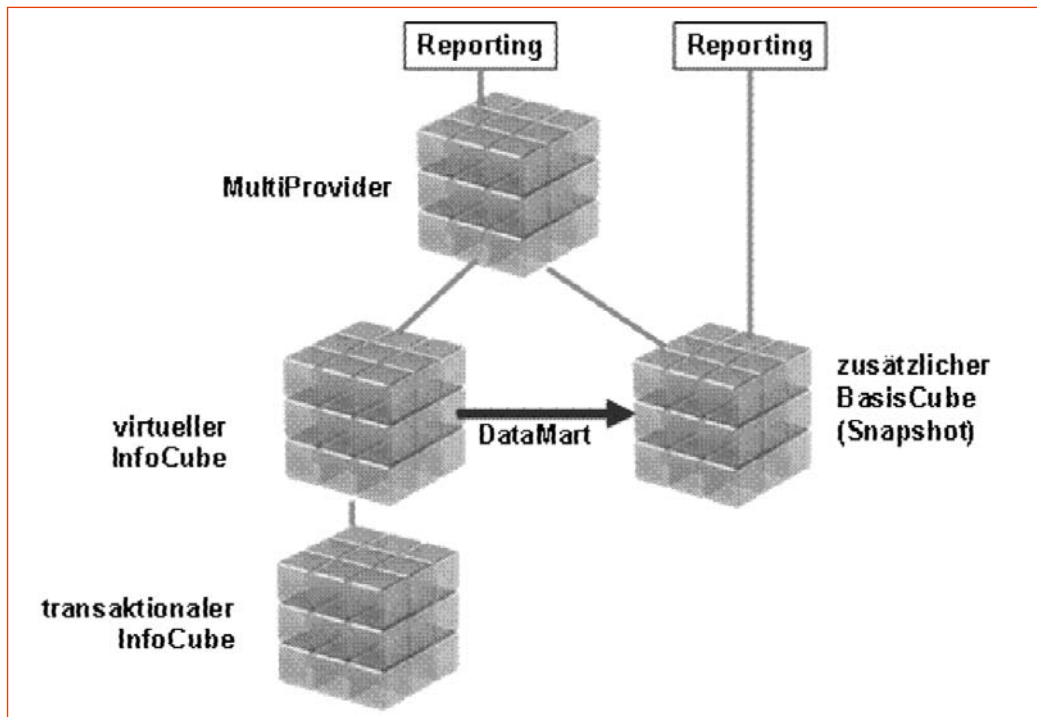 Reporting
Reporting
MultiProvider
virtueller
InfoCube
DataMart
zusätzlicher
BasisCube
(Snapshot)
transaktionaler
InfoCube